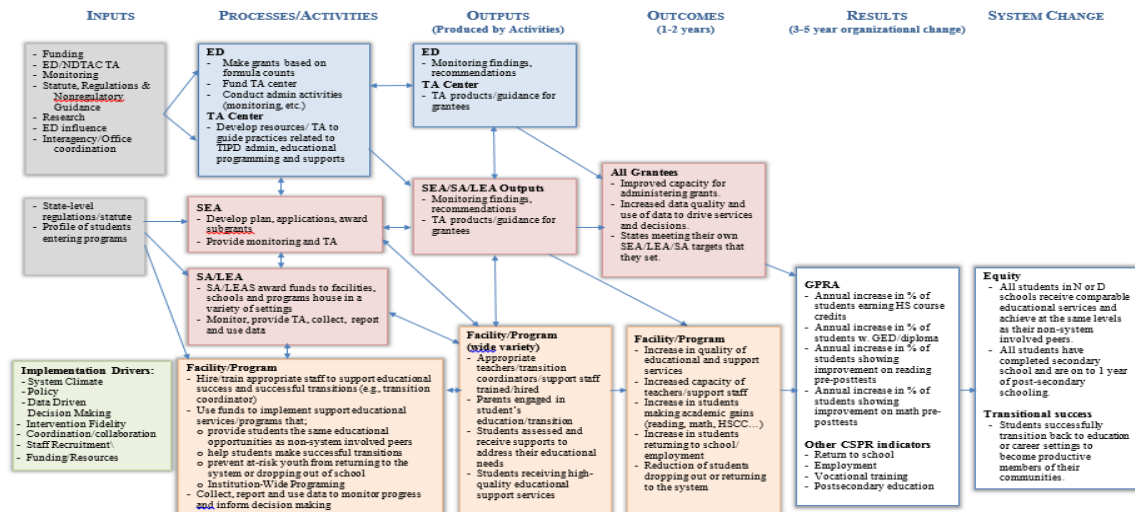 INPUTS
PROCESSES/ACTIVITIES
OUTPUTS
(Produced by Activities)
OUTCOMES
(1-2 years)
RESULTS
(3-5 year organizational change)
SYSTEM CHANGE
- Funding
- ED/NDTAC TA
- Monitoring
- Statute, Regulations &
Nonregulatory
Guidance
- Research
- ED influence
- Interagency/Office
coordination
- State-level
regulations/statute
- Profile of students
entering programs
Implementation Drivers:
- System Climate
- Policy
- Data Driven
Decision Making
- Intervention Fidelity
- Coordination/collaboration
- Staff Recruitment\
- Funding/Resources
ED
- Make grants based on
formula counts
- Fund TA center
- Conduct admin activities
(monitoring, etc.)
TA Center
- Develop resources/ TA to
guide practices related to
TIPD admin, educational
programming and supports
SEA
- Develop plan, applications, award
subgrants
- Provide monitoring and TA
SA/LEA
- SA/LEAS award funds to facilities,
schools and programs house in a
variety of settings
- Monitor, provide TA, collect, report
and use data
Facility/Program
- Hire/train appropriate staff to support educational
success and successful transitions (e.g., transition
coordinator)
- Use funds to implement support educational
services/programs that;
o provide students the same educational
opportunities as non-system involved peers
o help students make successful transitions
o prevent at-risk youth from returning to the
system or dropping out of school
o Institution-Wide Programing
- Collect, report and use data to monitor progress
and inform decision making
ED
- Monitoring findings,
recommendations
TA Center
- TA products/guidance for
grantees
SEA/SA/LEA Outputs
- Monitoring findings,
recommendations
- TA products/guidance for
grantees
Facility/Program
(wide variety)
- Appropriate
teachers/transition
coordinators/support staff
trained/hired
- Parents engaged in
student's
education/transition
- Students assessed and
receive supports to
address their educational
needs
- Students receiving high-
quality educational
support services
All Grantees
- Improved capacity for
administering grants.
- Increased data quality and
use of data to drive services
and decisions.
- States meeting their own
SEA/LEA/SA targets that
they set.
Facility/Program
- Increase in quality of
educational and support
services
- Increased capacity of
teachers/support staff
- Increase in students
making academic gains
(reading, math, HSCC...)
- Increase in students
returning to school/
employment
- Reduction of students
dropping out or returning
to the system
GPRA
- Annual increase in % of
students earning HS course
credits
- Annual increase in % of
students w. GED/diploma
- Annual increase in % of
students showing
improvement on reading
pre-posttests
- Annual increase in % of
students showing
improvement on math pre-
posttests
Other CSPR indicators
- Return to school
- Employment
- Vocational training
- Postsecondary education
Equity
- All students in N or D
schools receive comparable
educational services and
achieve at the same levels
as their non-system
involved peers.
- All students have
completed secondary
school and are on to 1 year
of post-secondary
schooling.
Transitional success
- Students successfully
transition back to education
or career settings to
become productive
members of their
communities.